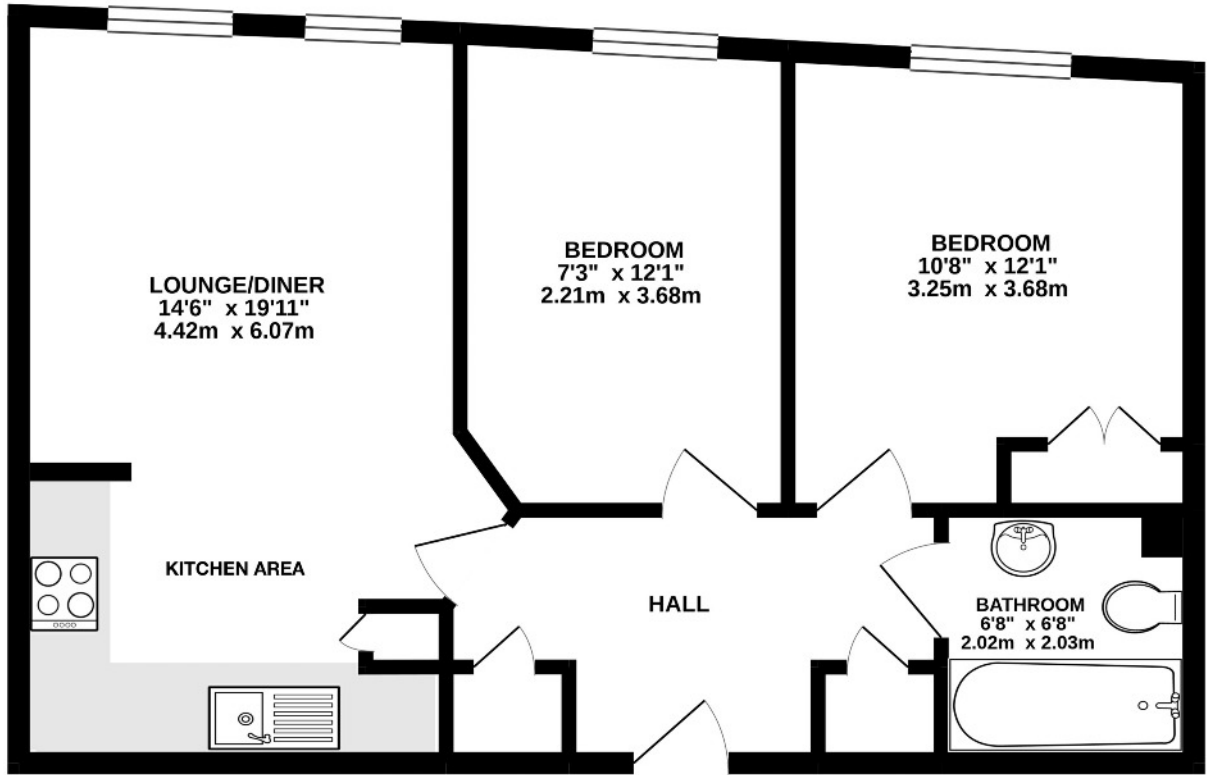 LOUNGE/DINER
14'6" x 19'11"
4.42m x 6.07m
BEDROOM
7'3" x 12'1"
2.21m x 3.68m
BEDROOM
10'8" x 12'1"
3.25m x 3.68m
KITCHEN AREA
HALL
BATHROOM
6'8" x 6'8"
2.02m x 2.03m